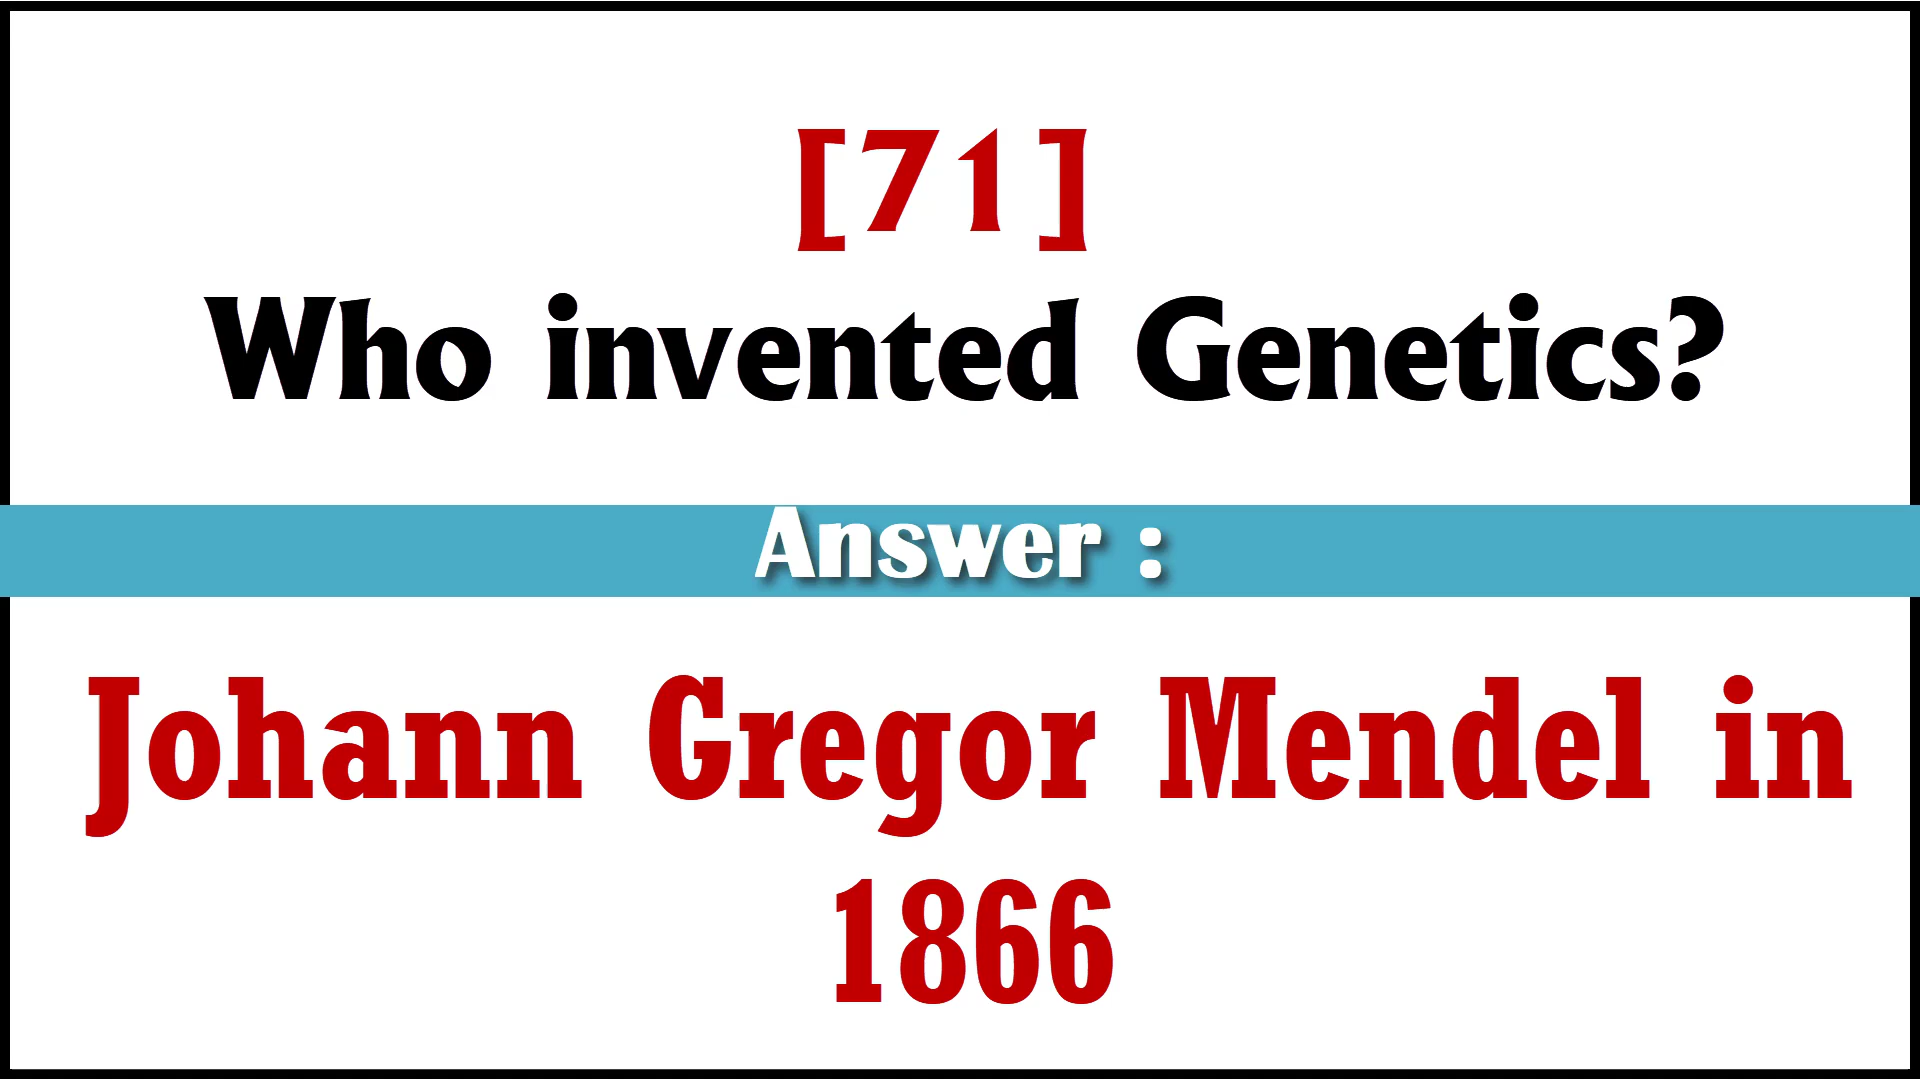 [71]
Who invented Genetics?
Answer :
Johann Gregor Mendel in
1866